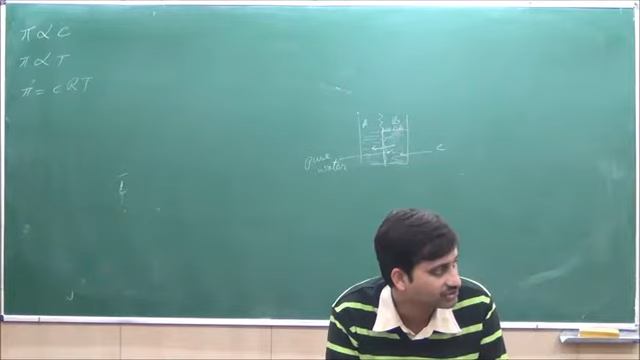 π ∝ c
π ∝ T
π = cRT
A
B
pure
water
c